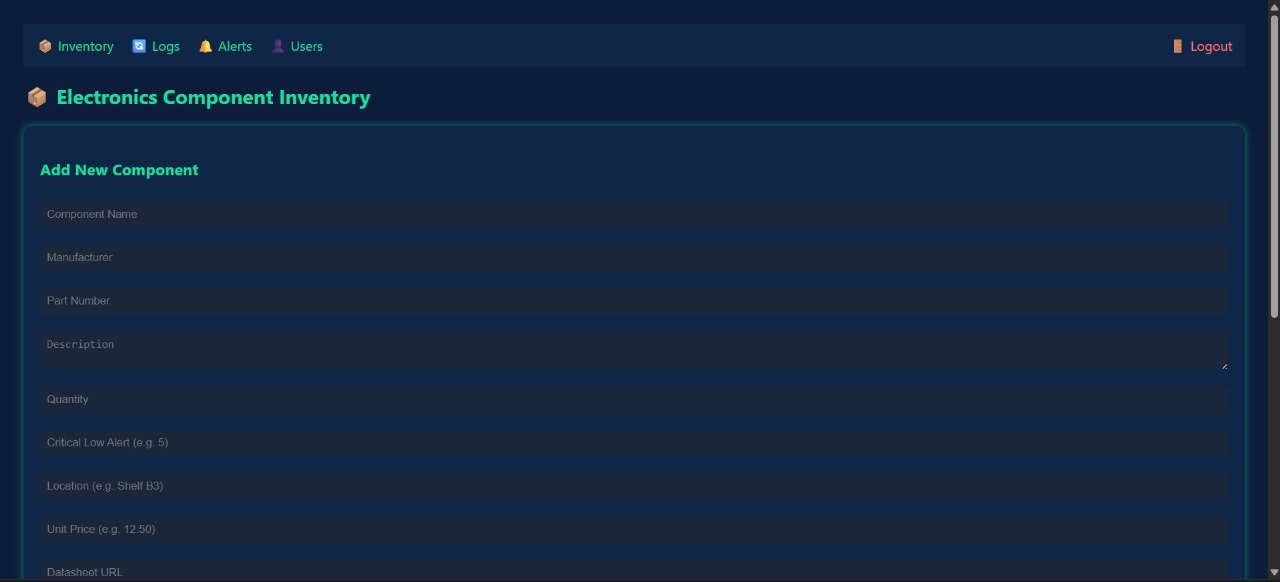 Inventory Logs Alerts Users Logout
Electronics Component Inventory
Add New Component
Component Name
Manufacturer
Part Number
Description
Quantity
Critical Low Alert (e.g. 5)
Location (e.g. Shelf B3)
Unit Price (e.g. 12.50)
Datasheet URL